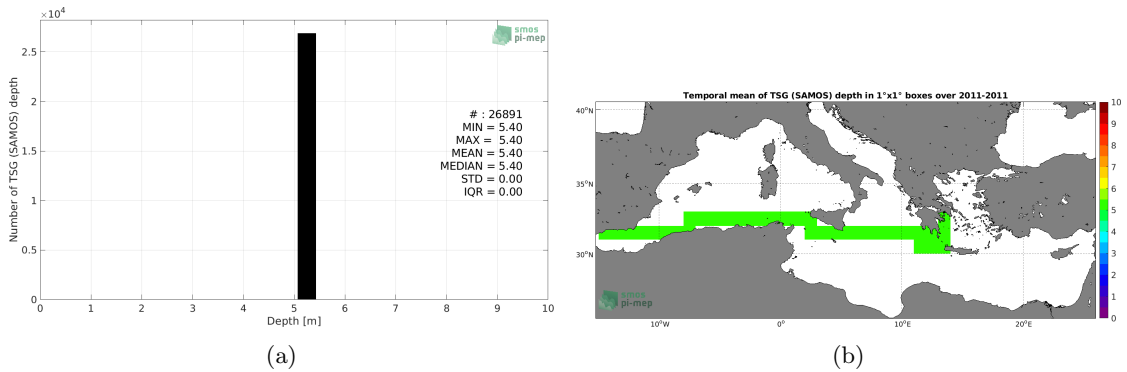 ×10⁴
smos
pi-mep
2.5
2
1.5
1
0.5
0
Number of TSG (SAMOS) depth
# : 26891
MIN = 5.40
MAX = 5.40
MEAN = 5.40
MEDIAN = 5.40
STD = 0.00
IQR = 0.00
0 1 2 3 4 5 6 7 8 9 10
Depth [m]
(a)
Temporal mean of TSG (SAMOS) depth in 1°x1° boxes over 2011-2011
40°N
35°N
30°N
10°W 0° 10°E 20°E
smos
pi-mep
10
9
8
7
6
5
4
3
2
1
0
(b)